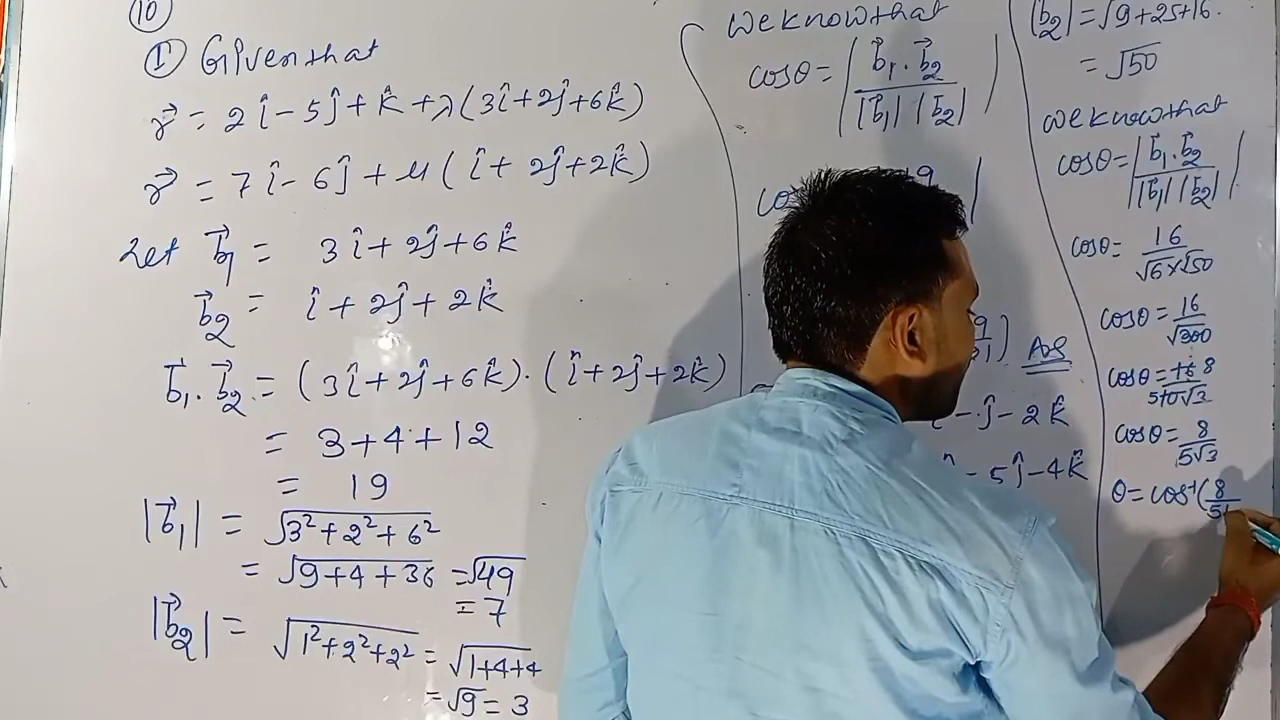 10
① Given that
r⃗ = 2î - 5ĵ + k̂ + λ(3î + 2ĵ + 6k̂)
r⃗ = 7î - 6ĵ + μ(î + 2ĵ + 2k̂)
Let b⃗₁ = 3î + 2ĵ + 6k̂
b⃗₂ = î + 2ĵ + 2k̂
b⃗₁ . b⃗₂ = (3î + 2ĵ + 6k̂) . (î + 2ĵ + 2k̂)
= 3 + 4 + 12
= 19
|b⃗₁| = √3² + 2² + 6²
= √9 + 4 + 36 = √49
= 7
|b⃗₂| = √1² + 2² + 2² = √1 + 4 + 4
= √9 = 3
We know that
cosθ = |b⃗₁ . b⃗₂ / |b⃗₁| |b⃗₂||
Ans
- ĵ - 2k̂
- 5ĵ - 4k̂
|b₂| = √9 + 25 + 16.
= √50
We know that
cosθ = |b⃗₁ . b⃗₂ / |b⃗₁| |b⃗₂||
cosθ = 16 / √6 × √50
cosθ = 16 / √300
cosθ = 16 8 / 5 10√3
cosθ = 8 / 5√3
θ = cos⁻¹(8 / 5